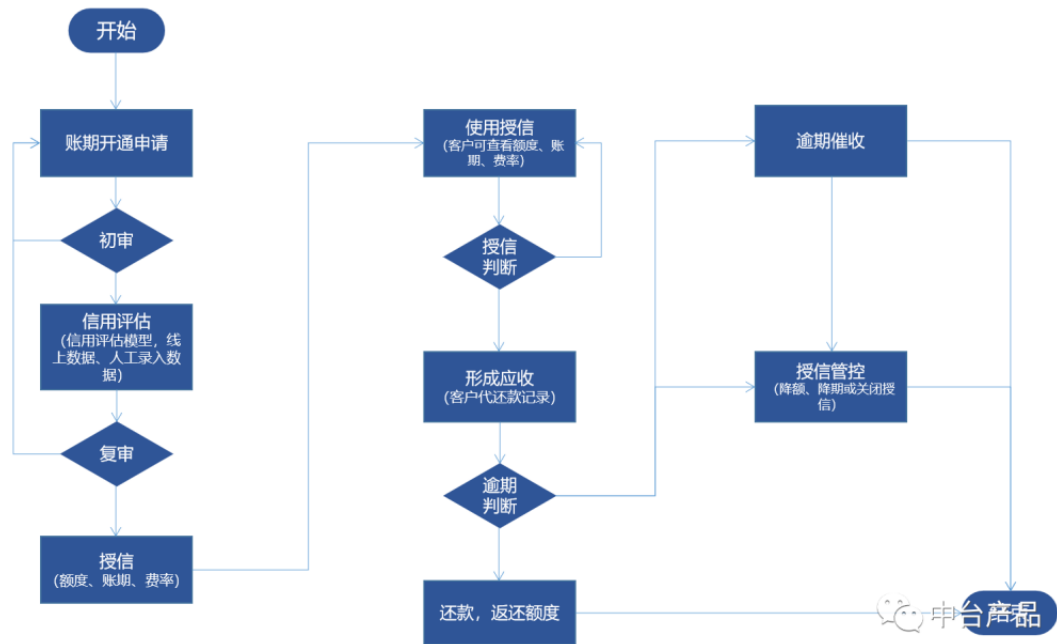 开始
账期开通申请
初审
信用评估
（信用评估模型，线
上数据、人工录入数
据）
复审
授信
（额度、账期、费率）
使用授信
（客户可查看额度、账
期、费率）
授信
判断
形成应收
（客户代还款记录）
逾期
判断
还款，返还额度
逾期催收
授信管控
（降额、降期或关闭授
信）
中台产品